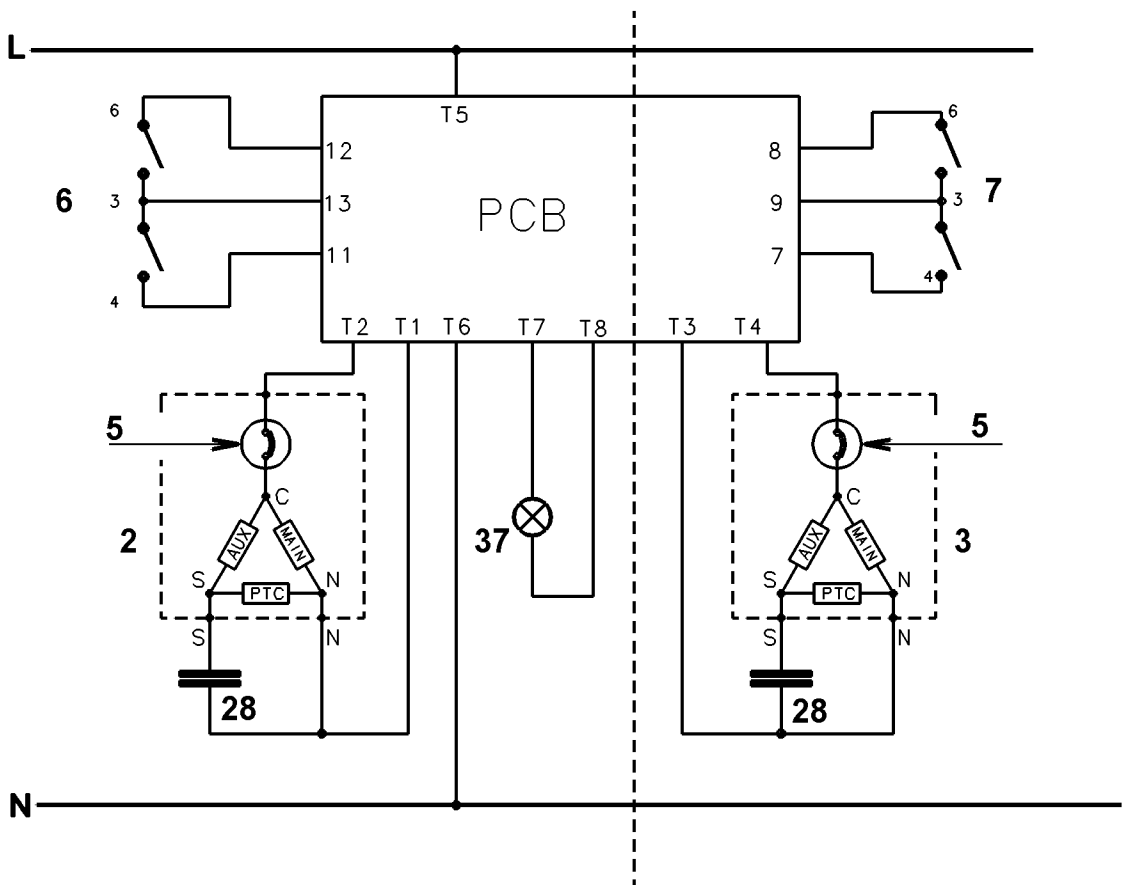 L
T5
6 12 8 6
PCB
6 3 13 9 3 7
11 7
4 4
T2 T1 T6 T7 T8 T3 T4
5 5
C C
2 AUX MAIN 37 AUX MAIN 3
S PTC N S PTC N
S N S N
28 28
N